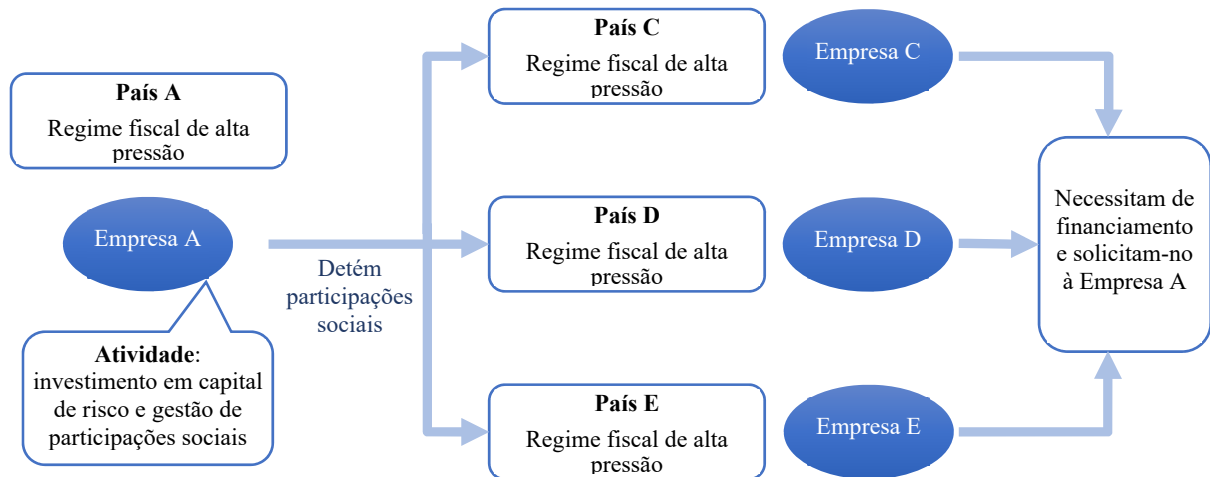 País A
Regime fiscal de alta
pressão
Empresa A
Atividade:
investimento em capital
de risco e gestão de
participações sociais
Detém
participações
sociais
País C
Regime fiscal de alta
pressão
Empresa C
País D
Regime fiscal de alta
pressão
Empresa D
País E
Regime fiscal de alta
pressão
Empresa E
Necessitam de
financiamento
e solicitam-no
à Empresa A